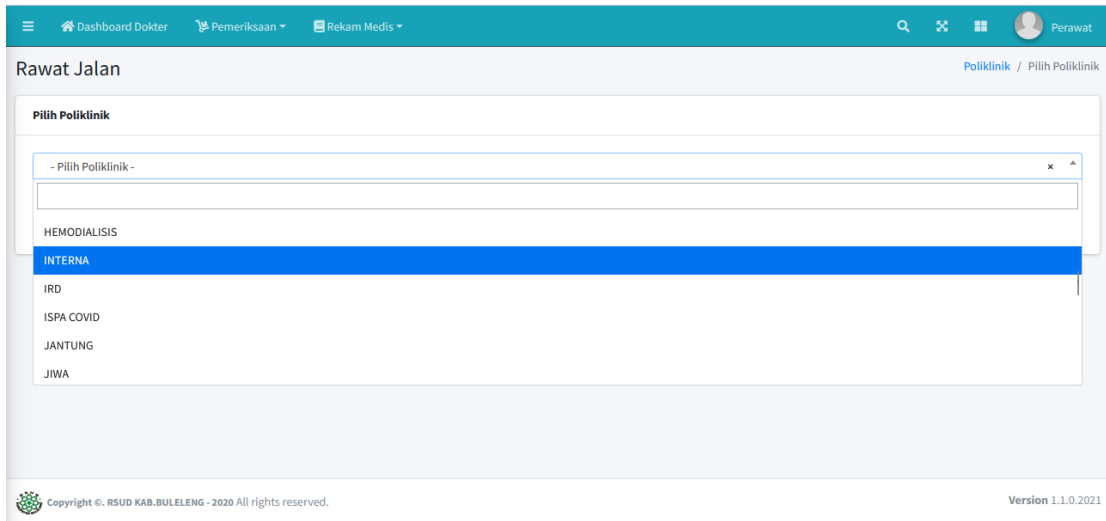 Dashboard Dokter Pemeriksaan Rekam Medis Perawat
Rawat Jalan
Poliklinik / Pilih Poliklinik
Pilih Poliklinik
- Pilih Poliklinik - ×
HEMODIALISIS
INTERNA
IRD
ISPA COVID
JANTUNG
JIWA
Copyright ©. RSUD KAB.BULELENG - 2020 All rights reserved. Version 1.1.0.2021